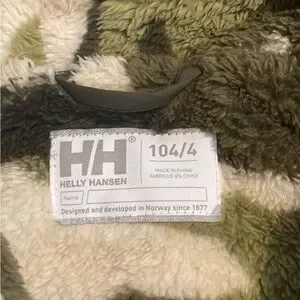 HH®
104/4
MADE IN CHINA
FABRIQUÉ EN CHINE
HELLY HANSEN
Name
Designed and developed in Norway since 1877